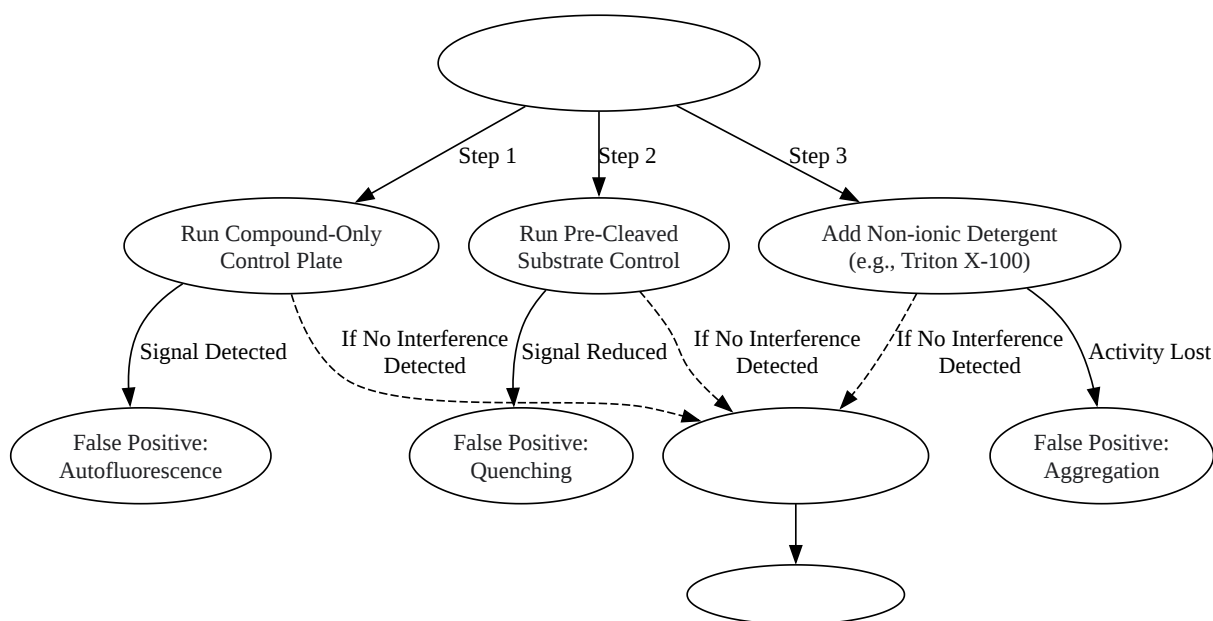 Step 1
Step 2
Step 3
Run Compound-Only
Control Plate
Run Pre-Cleaved
Substrate Control
Add Non-ionic Detergent
(e.g., Triton X-100)
Signal Detected
If No Interference
Detected
Signal Reduced
If No Interference
Detected
If No Interference
Detected
Activity Lost
False Positive:
Autofluorescence
False Positive:
Quenching
False Positive:
Aggregation